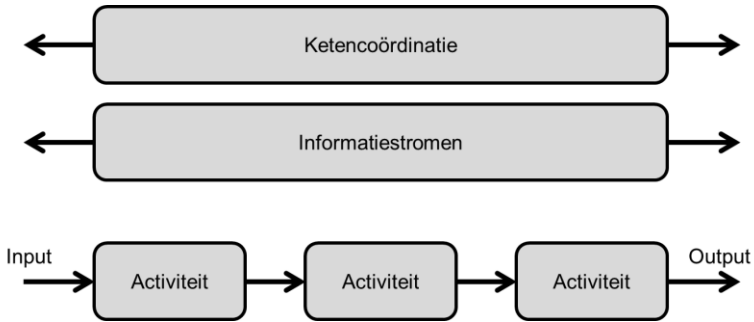 Ketencoördinatie
Informatiestromen
Input
Activiteit
Activiteit
Activiteit
Output